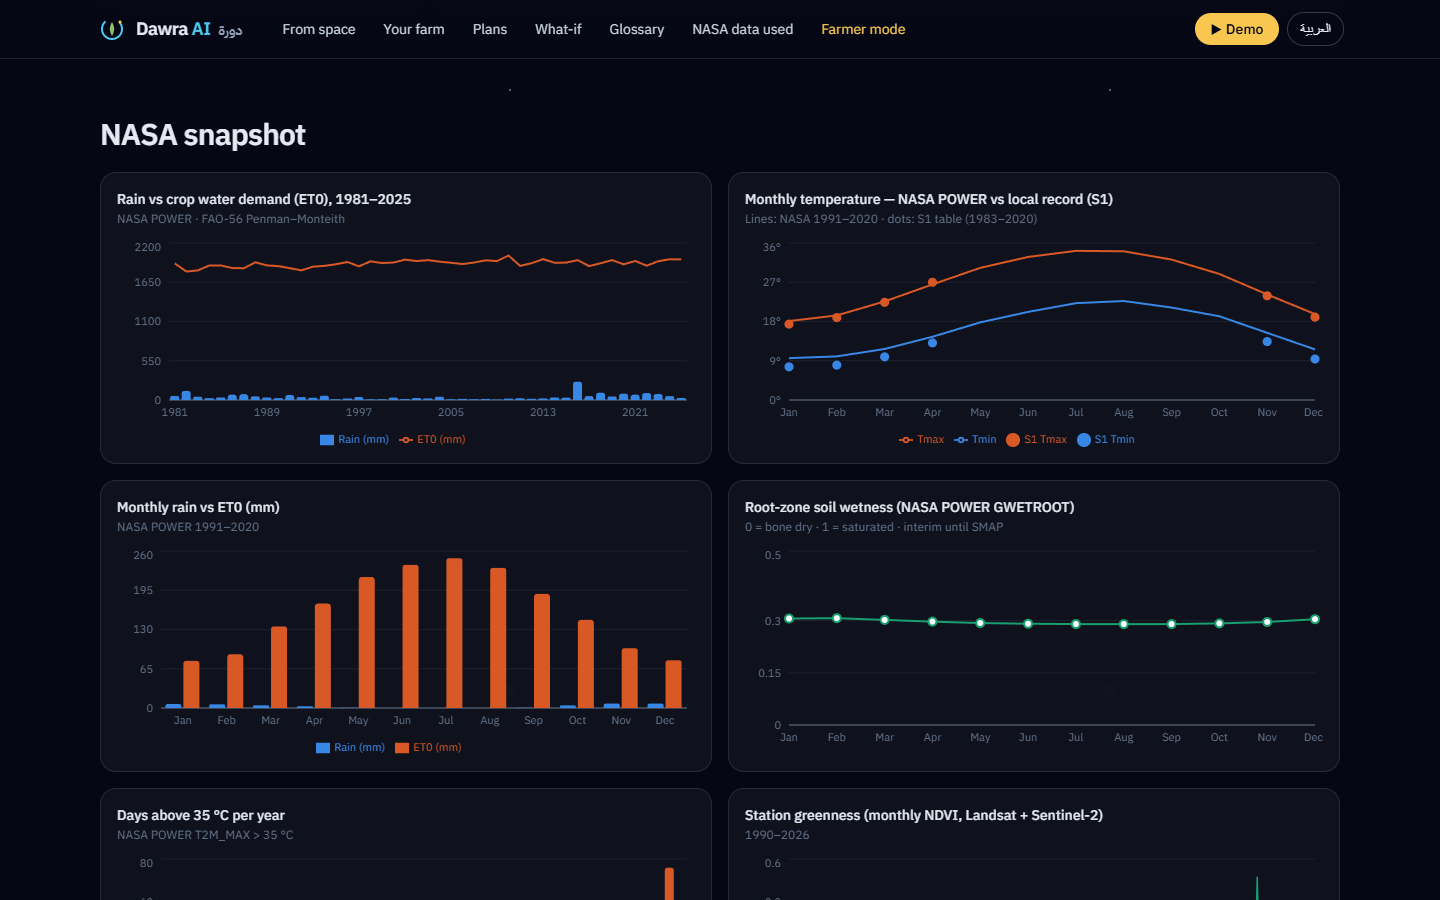 Dawra AI دورة
From space
Your farm
Plans
What-if
Glossary
NASA data used
Farmer mode
▶ Demo
العربية
NASA snapshot
Rain vs crop water demand (ET0), 1981–2025
NASA POWER · FAO-56 Penman–Monteith
2200
1650
1100
550
0
1981 1989 1997 2005 2013 2021
Rain (mm) ET0 (mm)
Monthly temperature — NASA POWER vs local record (S1)
Lines: NASA 1991–2020 · dots: S1 table (1983–2020)
36°
27°
18°
9°
0°
Jan Feb Mar Apr May Jun Jul Aug Sep Oct Nov Dec
Tmax Tmin S1 Tmax S1 Tmin
Monthly rain vs ET0 (mm)
NASA POWER 1991–2020
260
195
130
65
0
Jan Feb Mar Apr May Jun Jul Aug Sep Oct Nov Dec
Rain (mm) ET0 (mm)
Root-zone soil wetness (NASA POWER GWETROOT)
0 = bone dry · 1 = saturated · interim until SMAP
0.5
0.3
0.15
0
Jan Feb Mar Apr May Jun Jul Aug Sep Oct Nov Dec
Days above 35 °C per year
NASA POWER T2M_MAX > 35 °C
80
Station greenness (monthly NDVI, Landsat + Sentinel-2)
1990–2026
0.6